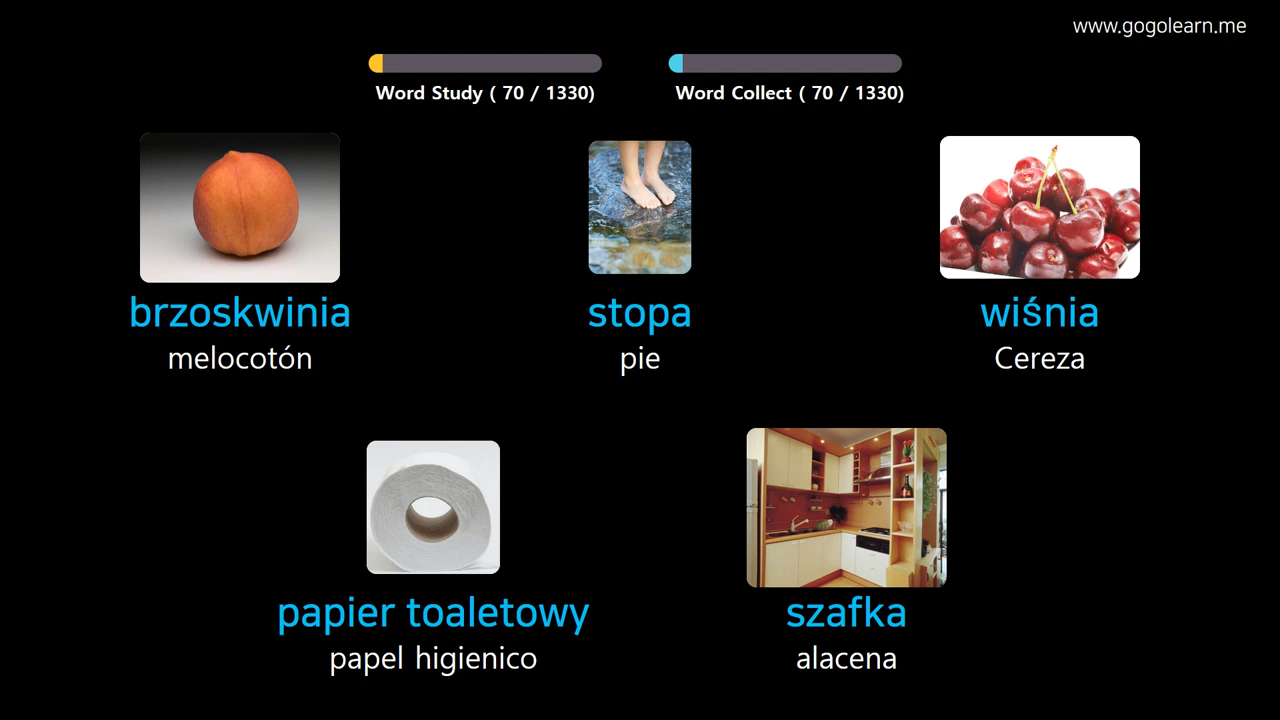 www.gogolearn.me
Word Study ( 70 / 1330)
Word Collect ( 70 / 1330)
brzoskwinia
melocotón
stopa
pie
wiśnia
Cereza
papier toaletowy
papel higienico
szafka
alacena